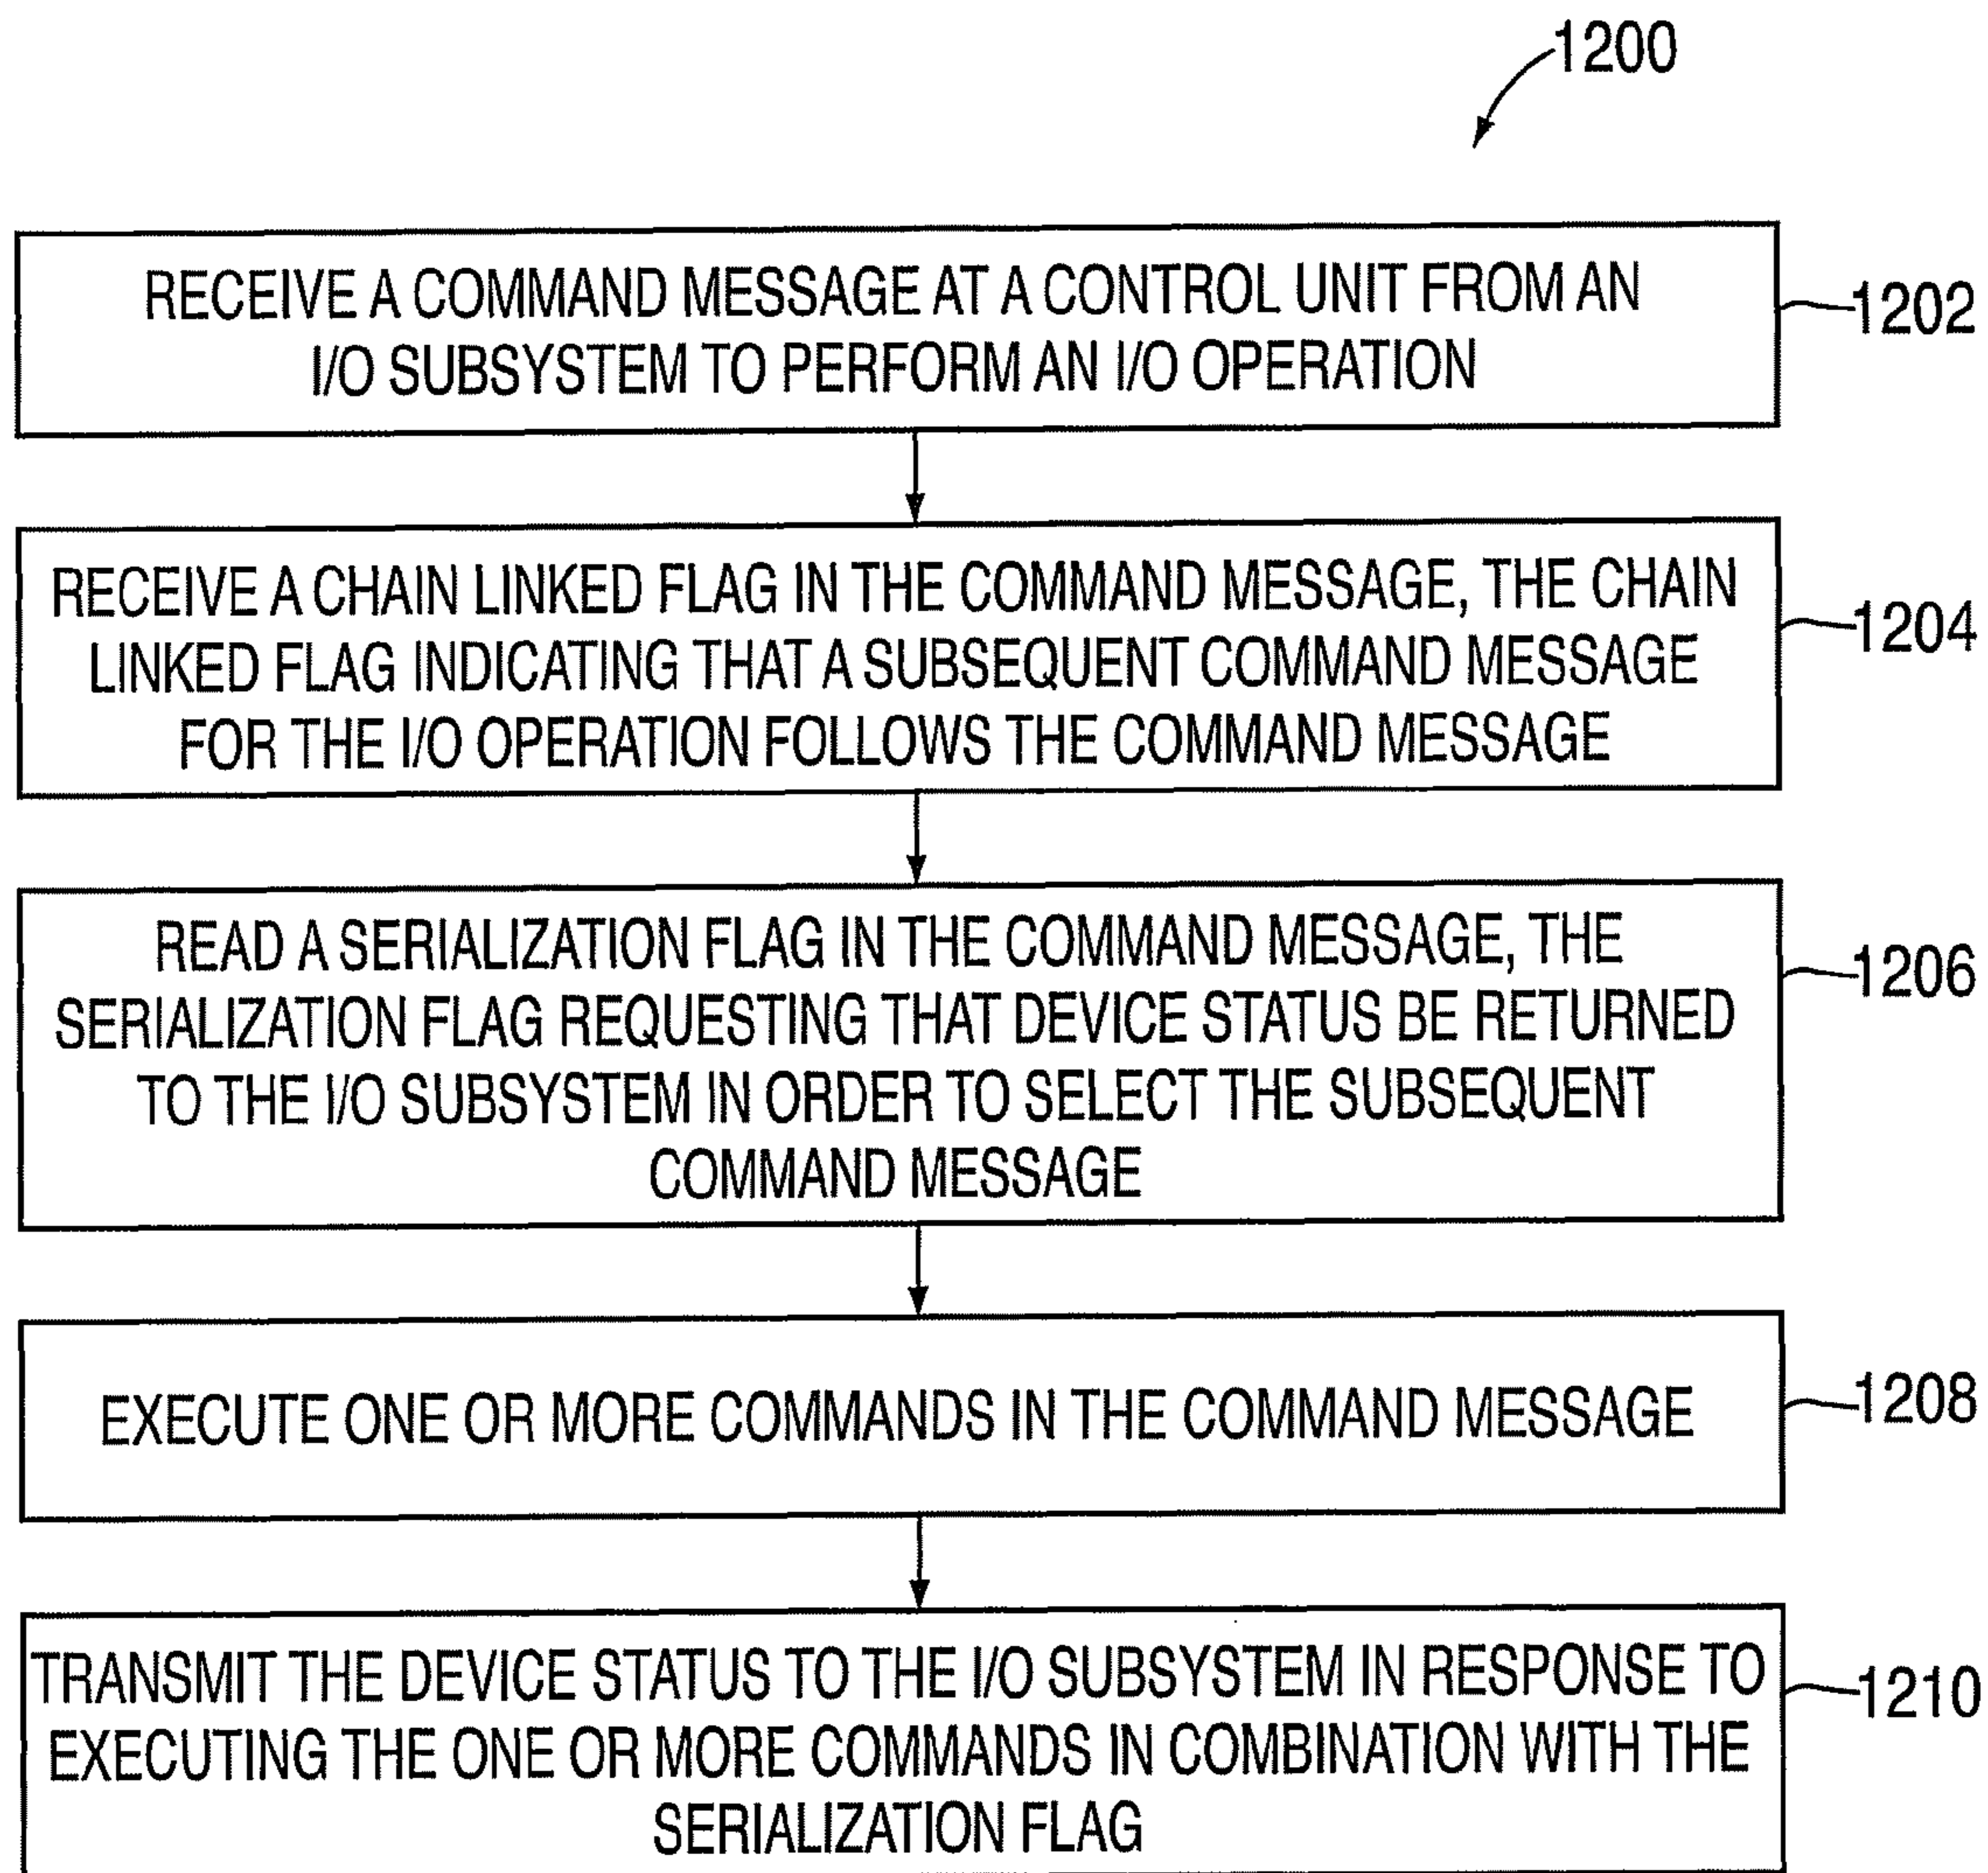 1200
RECEIVE A COMMAND MESSAGE AT A CONTROL UNIT FROM AN
I/O SUBSYSTEM TO PERFORM AN I/O OPERATION
1202
RECEIVE A CHAIN LINKED FLAG IN THE COMMAND MESSAGE, THE CHAIN
LINKED FLAG INDICATING THAT A SUBSEQUENT COMMAND MESSAGE
FOR THE I/O OPERATION FOLLOWS THE COMMAND MESSAGE
1204
READ A SERIALIZATION FLAG IN THE COMMAND MESSAGE, THE
SERIALIZATION FLAG REQUESTING THAT DEVICE STATUS BE RETURNED
TO THE I/O SUBSYSTEM IN ORDER TO SELECT THE SUBSEQUENT
COMMAND MESSAGE
1206
EXECUTE ONE OR MORE COMMANDS IN THE COMMAND MESSAGE
1208
TRANSMIT THE DEVICE STATUS TO THE I/O SUBSYSTEM IN RESPONSE TO
EXECUTING THE ONE OR MORE COMMANDS IN COMBINATION WITH THE
SERIALIZATION FLAG
1210